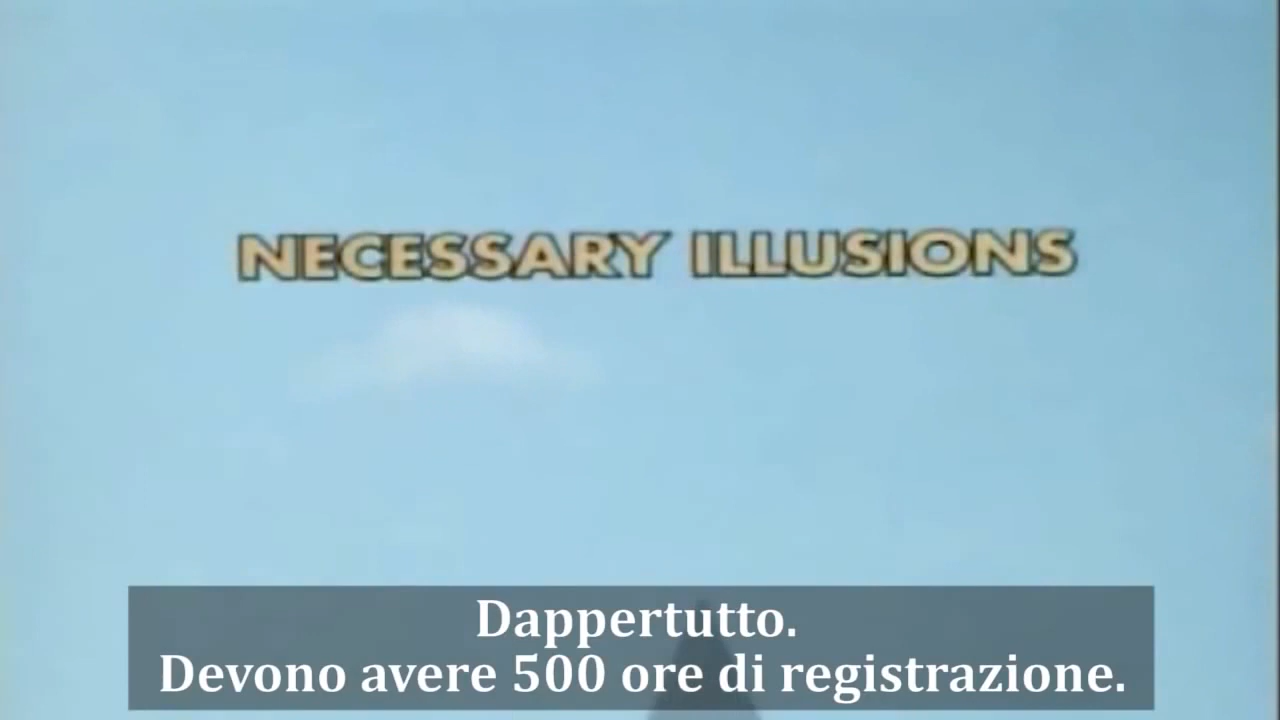 NECESSARY ILLUSIONS
Dappertutto.
Devono avere 500 ore di registrazione.